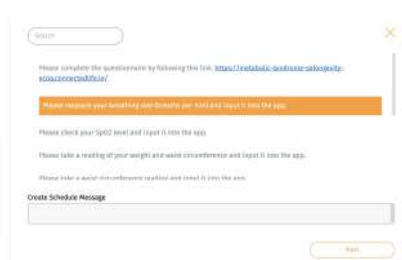 Search
Please complete the questionnaire by following this link. https://metabolic-syndrome-salongevity-
ecoa.connectedlife.io/
Please measure your breathing rate (breaths per min) and input it into the app.
Please check your SpO2 level and input it into the app.
Please take a reading of your weight and waist circumference and input it into the app.
Please take a waist circumference reading and input it into the app.
Create Schedule Message